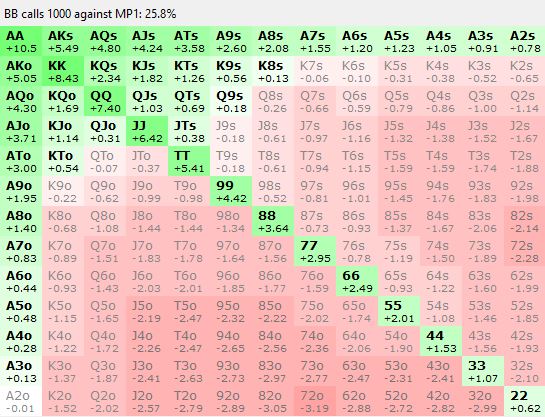 BB calls 1000 against MP1: 25.8%
AA AKs AQs AJs ATs A9s A8s A7s A6s A5s A4s A3s A2s
+10.5 +5.49 +4.80 +4.24 +3.58 +2.60 +2.08 +1.55 +1.20 +1.23 +1.05 +0.91 +0.78
AKo KK KQs KJs KTs K9s K8s K7s K6s K5s K4s K3s K2s
+5.05 +8.43 +2.34 +1.82 +1.26 +0.56 +0.13 -0.06 -0.10 -0.31 -0.38 -0.52 -0.65
AQo KQo QQ QJs QTs Q9s Q8s Q7s Q6s Q5s Q4s Q3s Q2s
+4.30 +1.69 +7.40 +1.03 +0.69 +0.18 -0.26 -0.66 -0.59 -0.79 -0.86 -1.00 -1.14
AJo KJo QJo JJ JTs J9s J8s J7s J6s J5s J4s J3s J2s
+3.71 +1.14 +0.31 +6.42 +0.38 -0.18 -0.61 -0.97 -1.16 -1.32 -1.38 -1.52 -1.67
ATo KTo QTo JTo TT T9s T8s T7s T6s T5s T4s T3s T2s
+3.00 +0.54 -0.07 -0.37 +5.41 -0.18 -0.61 -0.94 -1.15 -1.59 -1.59 -1.74 -1.88
A9o K9o Q9o J9o T9o 99 98s 97s 96s 95s 94s 93s 92s
+1.95 -0.22 -0.62 -0.99 -0.98 +4.42 -0.52 -0.81 -1.01 -1.45 -1.76 -1.83 -1.98
A8o K8o Q8o J8o T8o 98o 88 87s 86s 85s 84s 83s 82s
+1.40 -0.68 -1.08 -1.44 -1.44 -1.34 +3.64 -0.73 -0.93 -1.37 -1.67 -2.06 -2.14
A7o K7o Q7o J7o T7o 97o 87o 77 76s 75s 74s 73s 72s
+0.83 -0.89 -1.51 -1.83 -1.78 -1.64 -1.56 +2.95 -0.78 -1.19 -1.50 -1.89 -2.28
A6o K6o Q6o J6o T6o 96o 86o 76o 66 65s 64s 63s 62s
+0.44 -0.93 -1.43 -2.03 -2.01 -1.85 -1.77 -1.59 +2.49 -0.93 -1.22 -1.60 -1.99
A5o K5o Q5o J5o T5o 95o 85o 75o 65o 55 54s 53s 52s
+0.48 -1.15 -1.65 -2.19 -2.47 -2.32 -2.22 -2.02 -1.74 +2.01 -1.08 -1.46 -1.85
A4o K4o Q4o J4o T4o 94o 84o 74o 64o 54o 44 43s 42s
+0.28 -1.22 -1.72 -2.26 -2.47 -2.65 -2.56 -2.36 -2.06 -1.90 +1.53 -1.56 -1.93
A3o K3o Q3o J3o T3o 93o 83o 73o 63o 53o 43o 33 32s
+0.13 -1.37 -1.87 -2.41 -2.63 -2.73 -2.97 -2.77 -2.47 -2.31 -2.41 +1.07 -2.10
A2o K2o Q2o J2o T2o 92o 82o 72o 62o 52o 42o 32o 22
-0.01 -1.52 -2.02 -2.57 -2.79 -2.89 -3.05 -3.19 -2.88 -2.72 -2.82 -2.99 +0.62